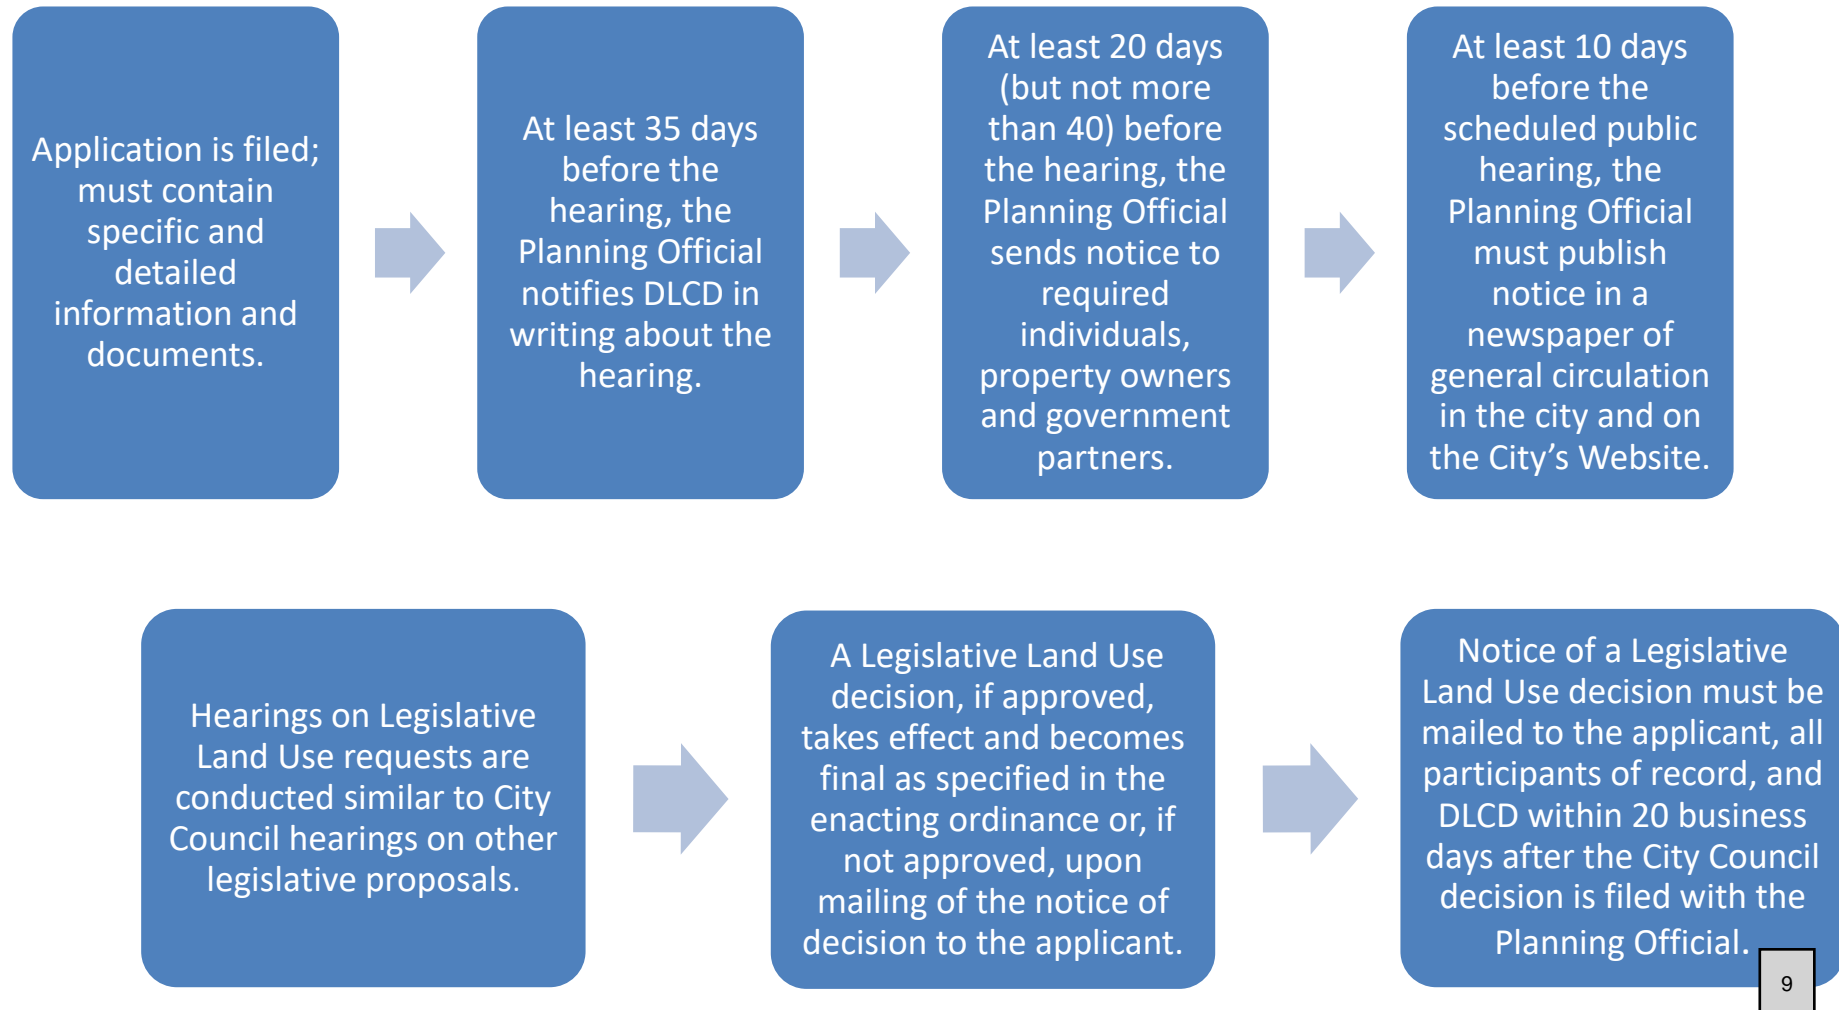 Application is filed;
must contain
specific and
detailed
information and
documents.
At least 35 days
before the
hearing, the
Planning Official
notifies DLCD in
writing about the
hearing.
At least 20 days
(but not more
than 40) before
the hearing, the
Planning Official
sends notice to
required
individuals,
property owners
and government
partners.
At least 10 days
before the
scheduled public
hearing, the
Planning Official
must publish
notice in a
newspaper of
general circulation
in the city and on
the City’s Website.
Hearings on Legislative
Land Use requests are
conducted similar to City
Council hearings on other
legislative proposals.
A Legislative Land Use
decision, if approved,
takes effect and becomes
final as specified in the
enacting ordinance or, if
not approved, upon
mailing of the notice of
decision to the applicant.
Notice of a Legislative
Land Use decision must be
mailed to the applicant, all
participants of record, and
DLCD within 20 business
days after the City Council
decision is filed with the
Planning Official.
9